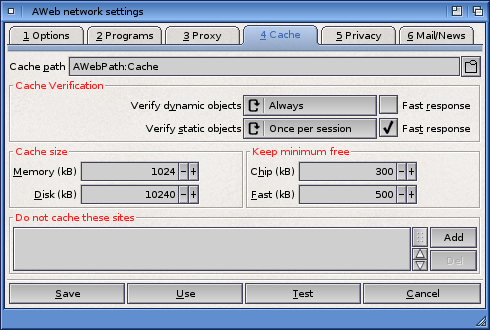 AWeb network settings
1 Options 2 Programs 3 Proxy 4 Cache 5 Privacy 6 Mail/News
Cache path AWebPath:Cache
Cache Verification
Verify dynamic objects Always Fast response
Verify static objects Once per session Fast response
Cache size Keep minimum free
Memory (kB) 1024 - + Chip (kB) 300 - +
Disk (kB) 10240 - + Fast (kB) 500 - +
Do not cache these sites
Add
Del
Save Use Test Cancel